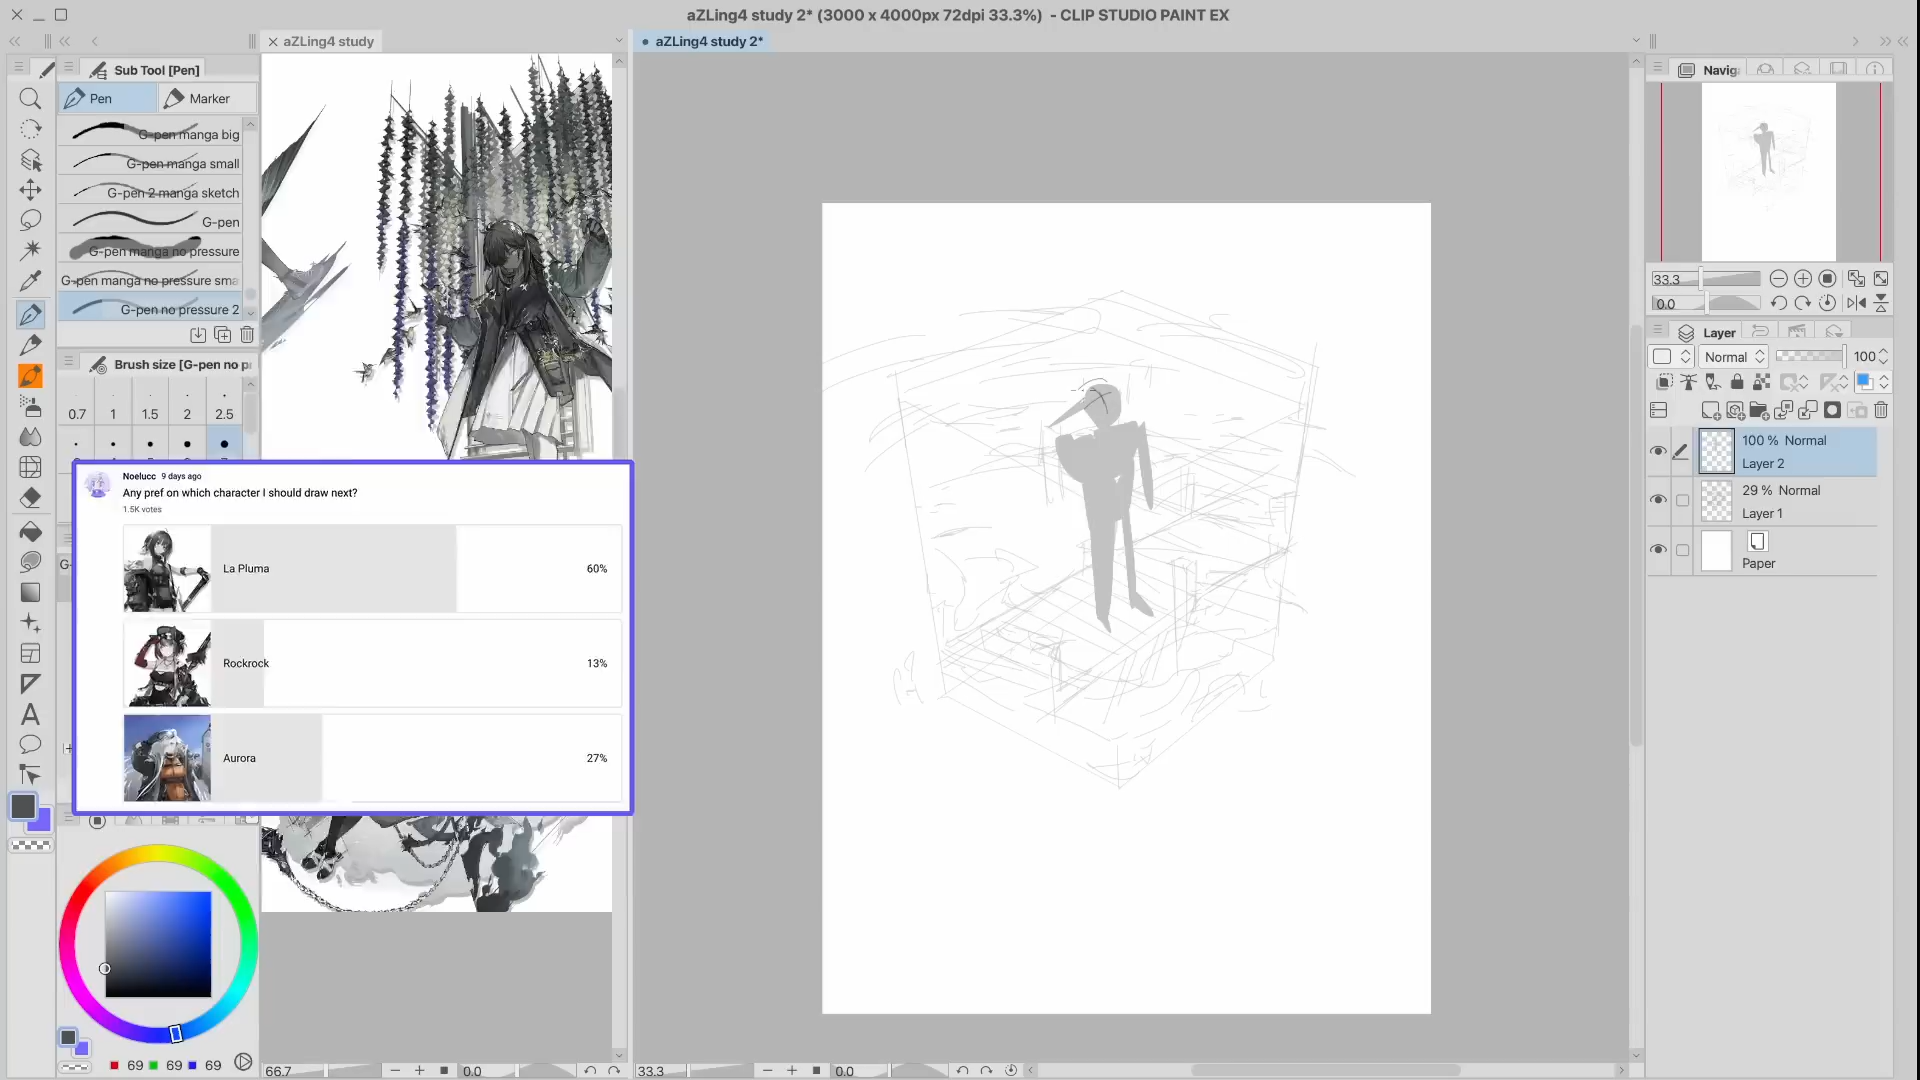 aZLing4 study 2* (3000 x 4000px 72dpi 33.3%) - CLIP STUDIO PAINT EX
aZLing4 study
aZLing4 study 2*
Sub Tool [Pen]
Pen
Marker
G-pen manga big
G-pen manga small
G-pen 2 manga sketch
G-pen
G-pen manga no pressure
G-pen manga no pressure sma
G-pen no pressure 2
Brush size [G-pen no p
0.7
1
1.5
2
2.5
Noelucc 9 days ago
Any pref on which character I should draw next?
1.5K votes
La Pluma
60%
Rockrock
13%
Aurora
27%
69
69
69
66.7
0.0
33.3
0.0
Navig
33.3
0.0
Layer
Normal
100
100 % Normal
Layer 2
29 % Normal
Layer 1
Paper